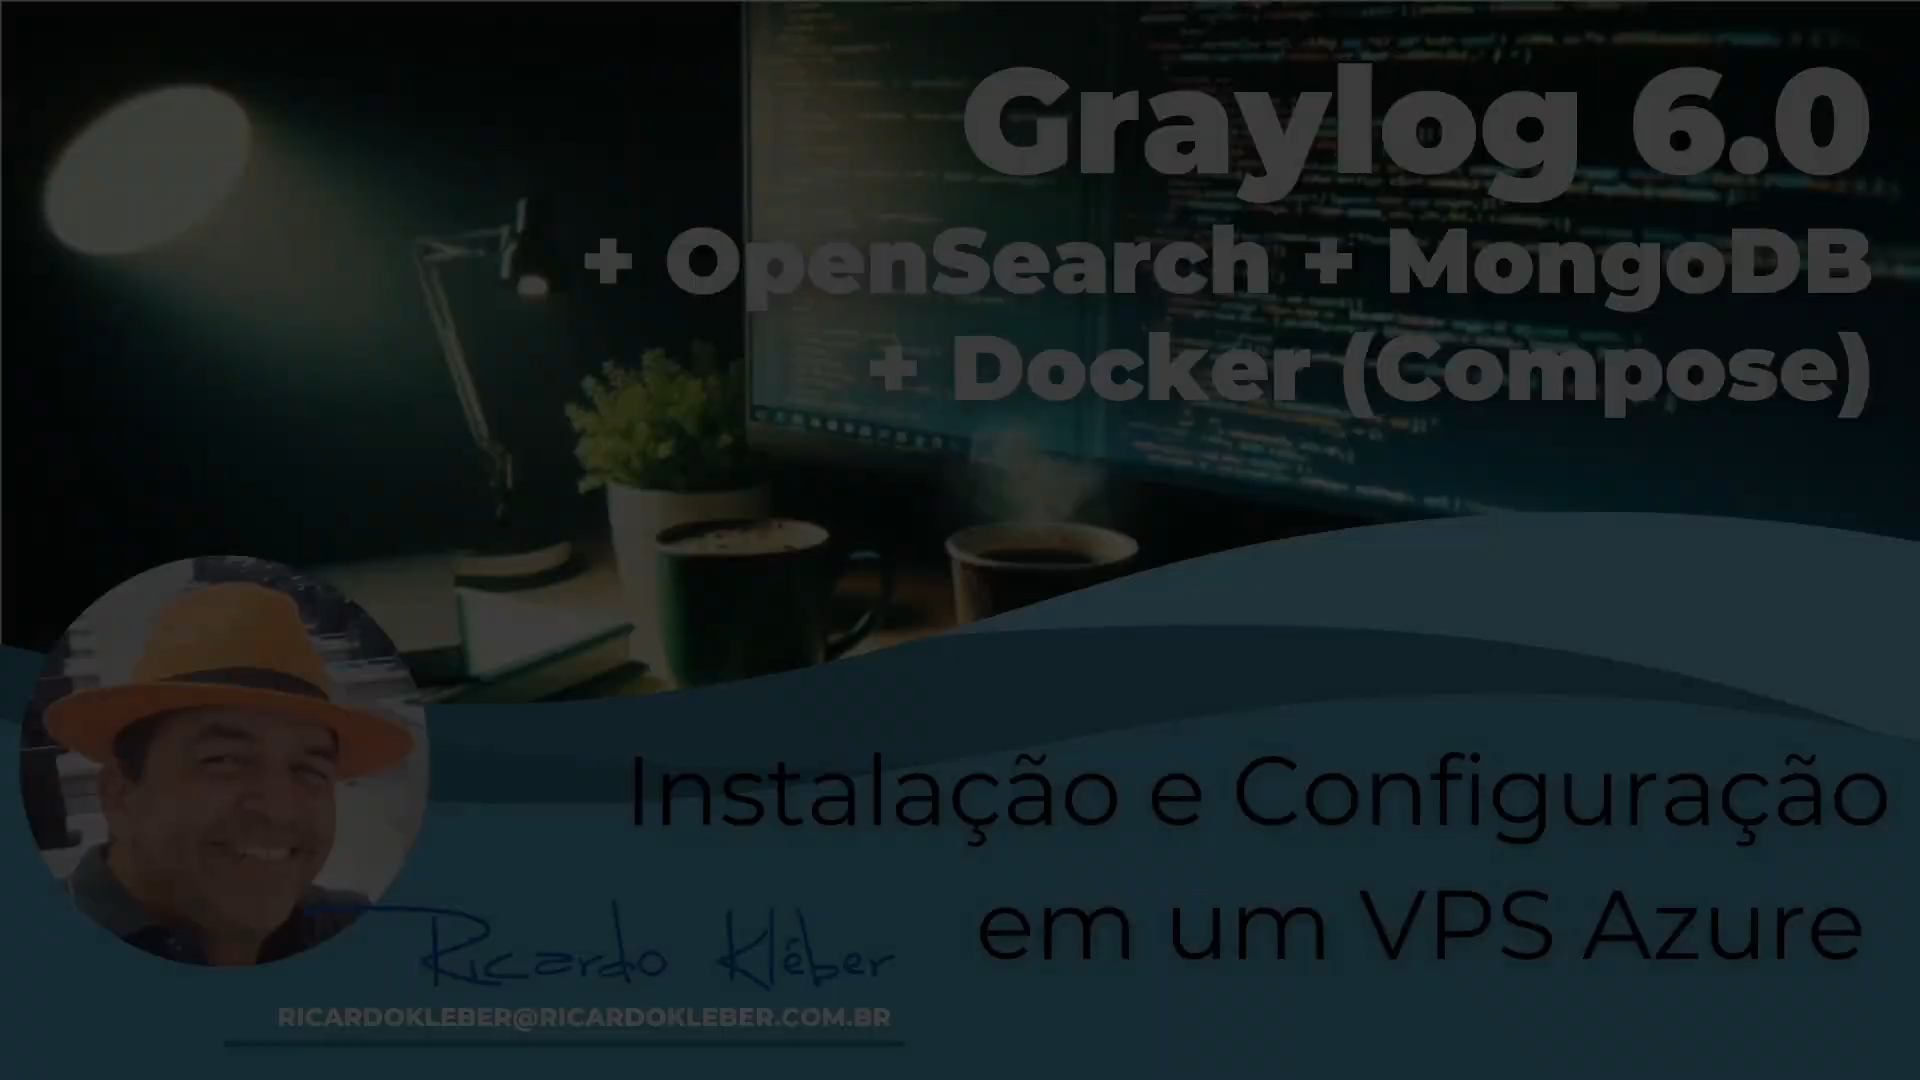 Graylog 6.0
+ OpenSearch + MongoDB
+ Docker (Compose)
Instalação e Configuração
em um VPS Azure
Ricardo Kléber
RICARDOKLEBER@RICARDOKLEBER.COM.BR